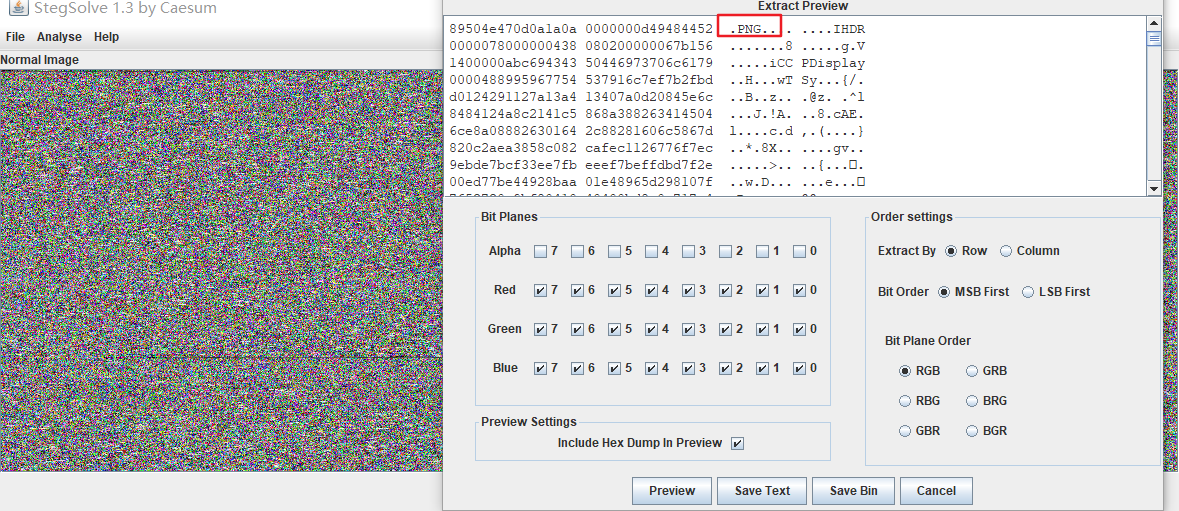 StegSolve 1.3 by Caesum
File Analyse Help
Normal Image
Extract Preview
89504e470d0a1a0a 0000000d49484452 .PNG.... ....IHDR
0000078000000438 080200000067b156 .......8 .....g.V
1400000abc694343 50446973706c6179 .....iCC PDisplay
0000488995967754 537916c7ef7b2fbd ..H...wT Sy...{/.
d0124291127a13a4 13407a0d20845e6c ..B..z.. .@z. .^l
8484124a8c2141c5 868a388263414504 ...J.!A. ..8.cAE.
6ce8a08882630164 2c88281606c5867d l....c.d ,.(....}
820c2aea3858c082 cafec1126776f7ec ..*.8X.. ....gv..
9ebde7bcf33ee7fb eeef7beffdbd7f2e .....>.. ..{....
00ed77be44928baa 01e48965d298107f ..w.D... ...e...
Bit Planes
Alpha 7 6 5 4 3 2 1 0
Red 7 6 5 4 3 2 1 0
Green 7 6 5 4 3 2 1 0
Blue 7 6 5 4 3 2 1 0
Preview Settings
Include Hex Dump In Preview
Order settings
Extract By Row Column
Bit Order MSB First LSB First
Bit Plane Order
RGB GRB
RBG BRG
GBR BGR
Preview Save Text Save Bin Cancel